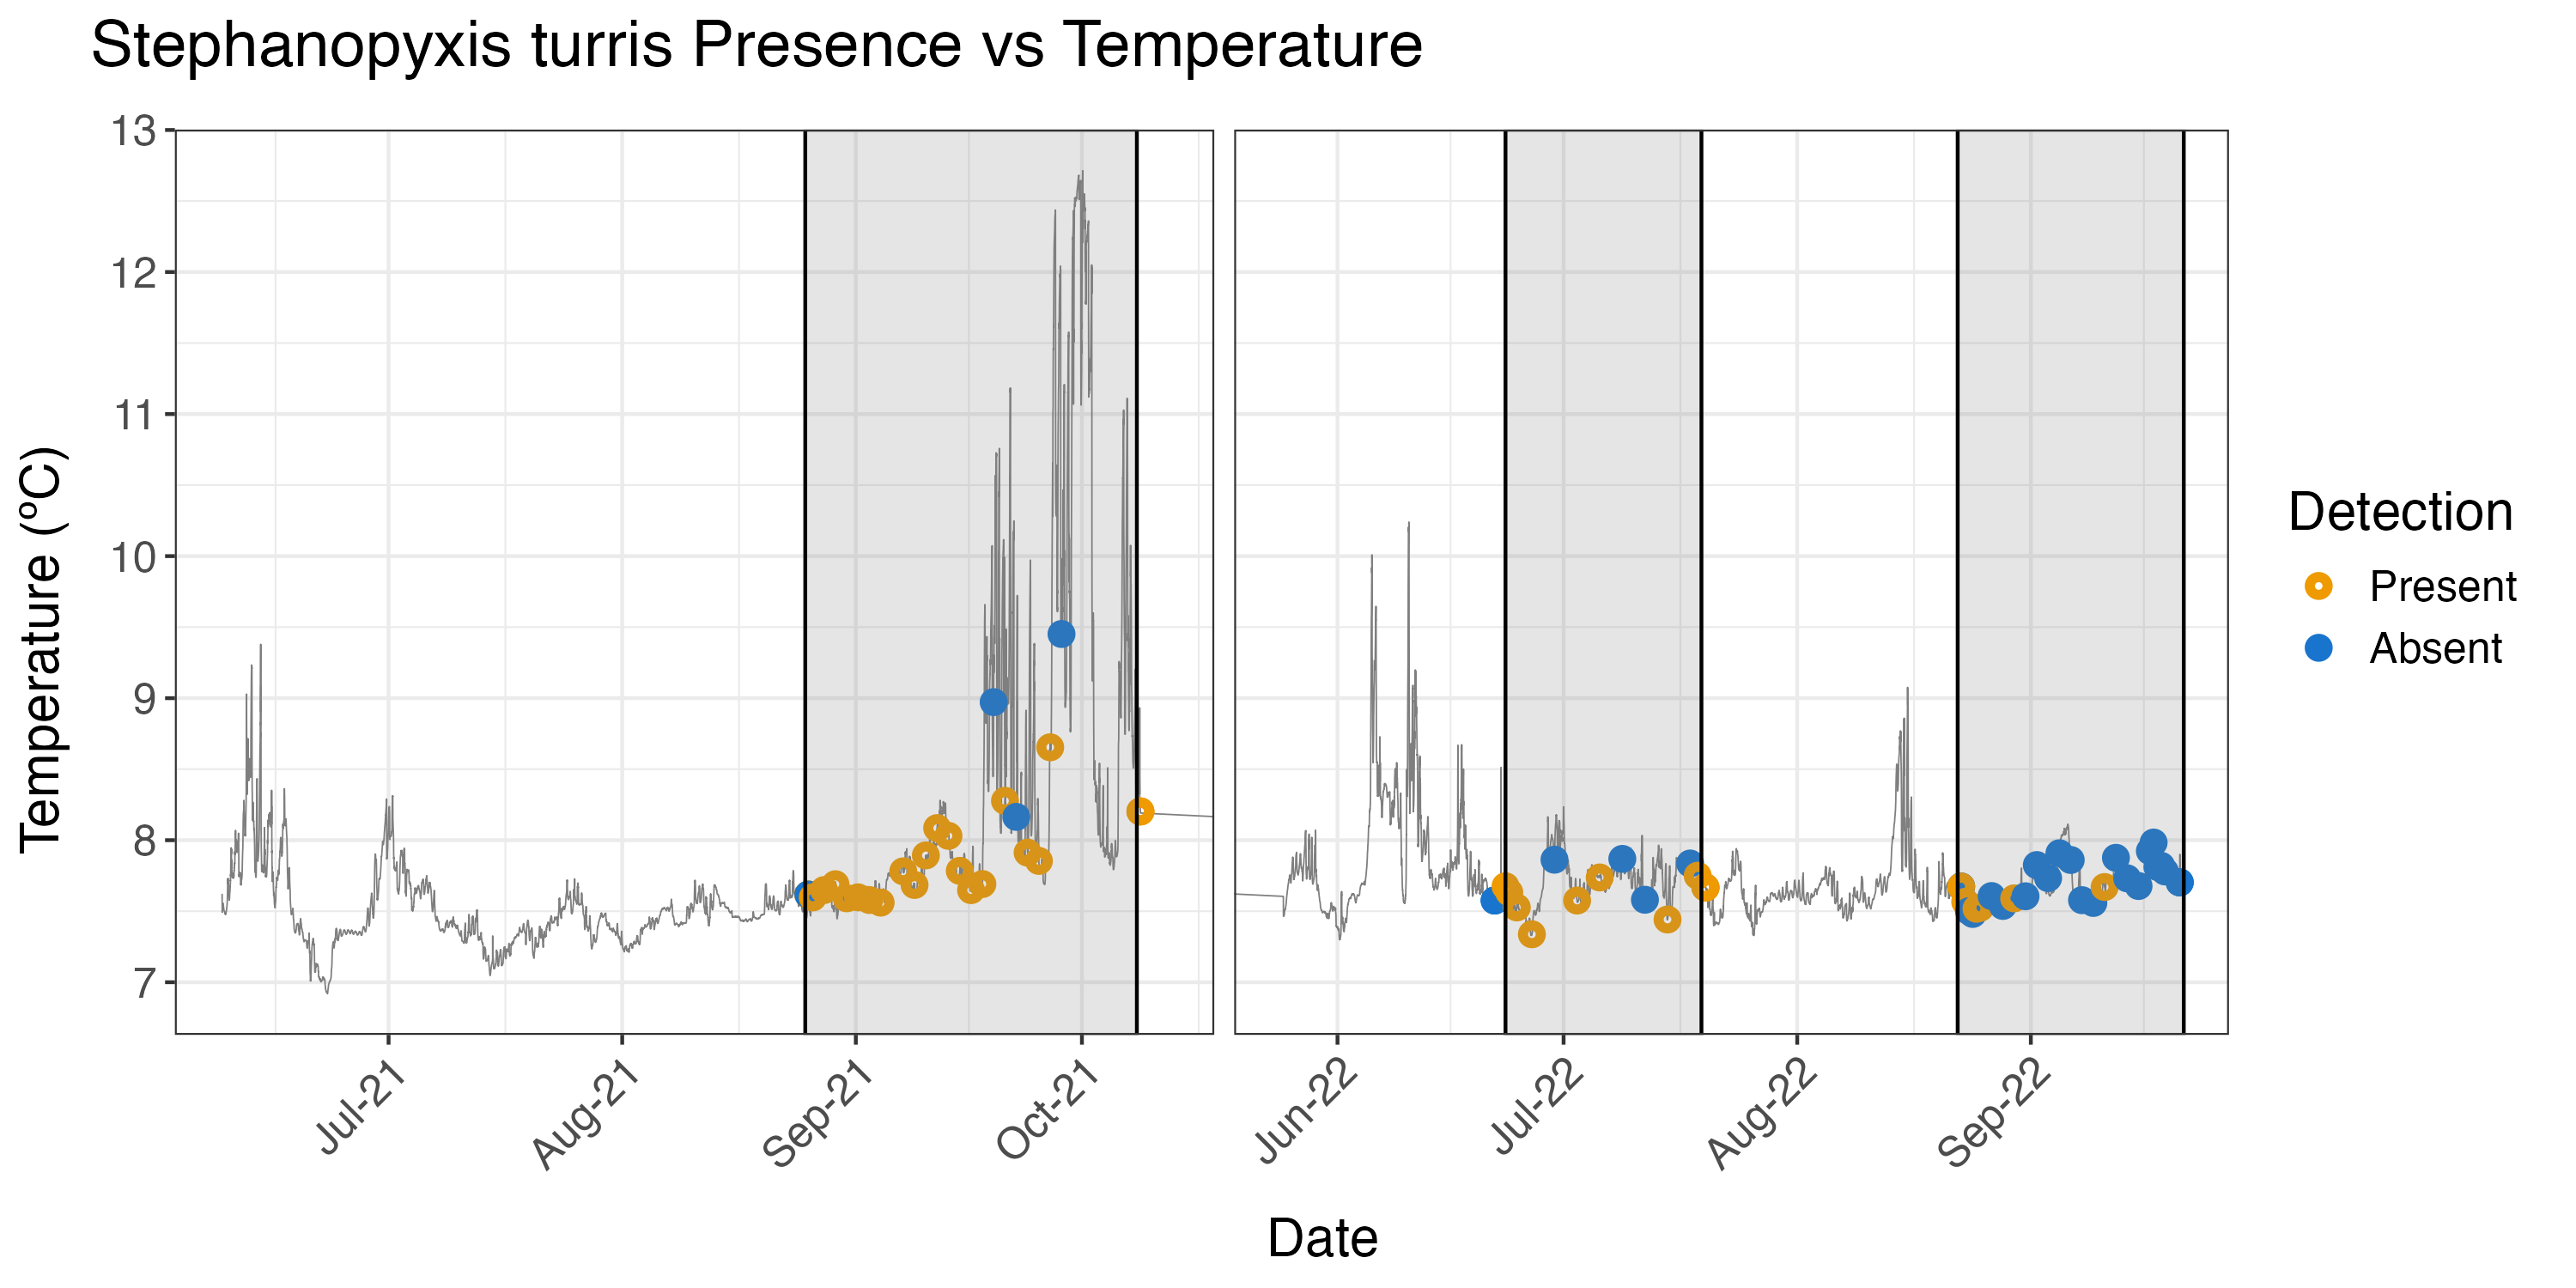 Stephanopyxis turris Presence vs Temperature
13
12
11
10
9
8
7
Temperature (ºC)
Jul-21
Aug-21
Sep-21
Oct-21
Jun-22
Jul-22
Aug-22
Sep-22
Date
Detection
Present
Absent